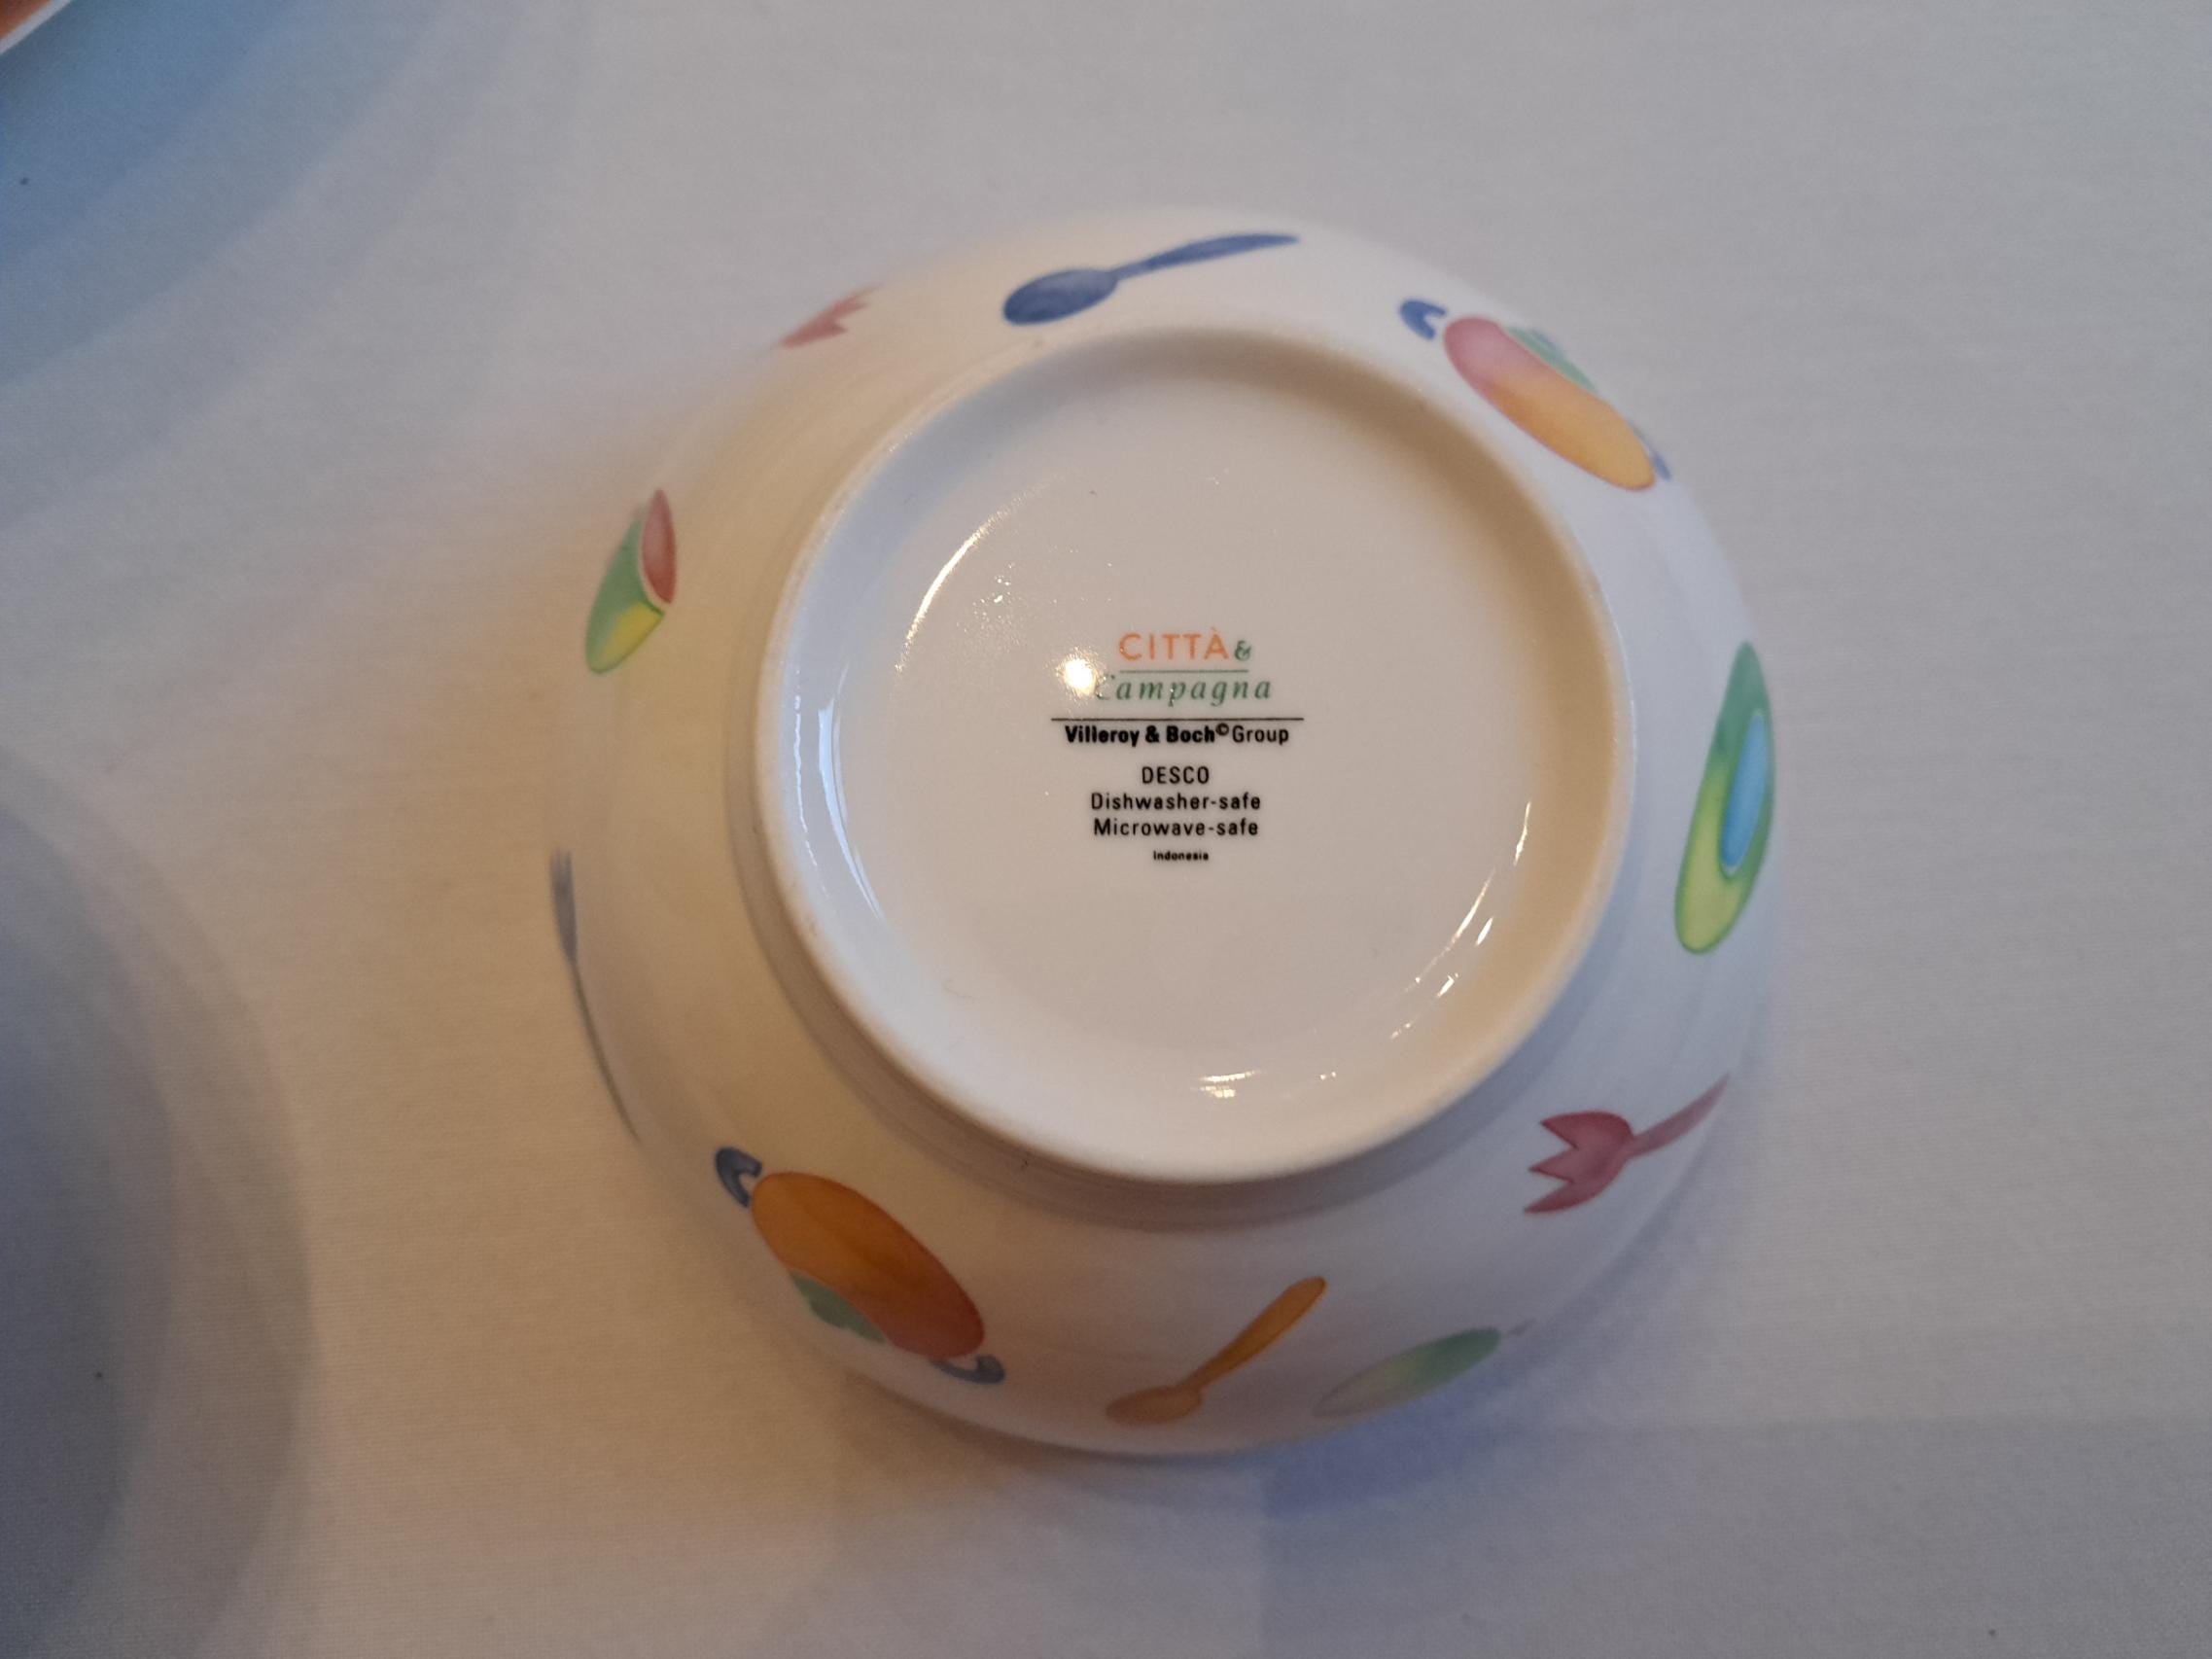 CITTÀ &
Campagna
Villeroy & Boch© Group
DESCO
Dishwasher-safe
Microwave-safe
Indonesia